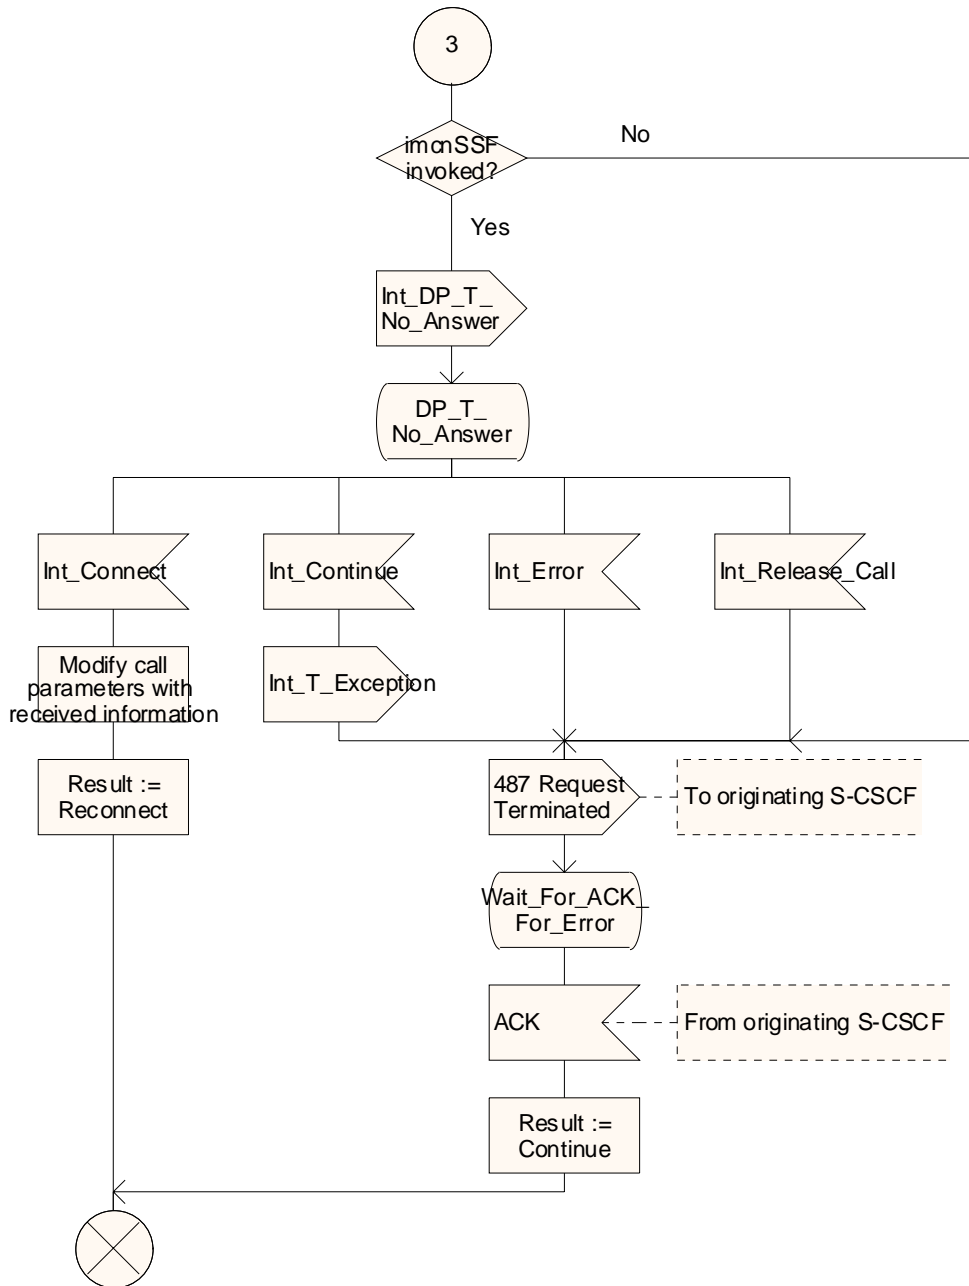 3
imcnSSF
invoked?
No
Yes
Int_DP_T_
No_Answer
DP_T_
No_Answer
Int_Connect
Int_Continue
Int_Error
Int_Release_Call
Modify call
parameters with
received information
Int_T_Exception
Result :=
Reconnect
487 Request
Terminated
To originating S-CSCF
Wait_For_ACK_
For_Error
ACK
From originating S-CSCF
Result :=
Continue